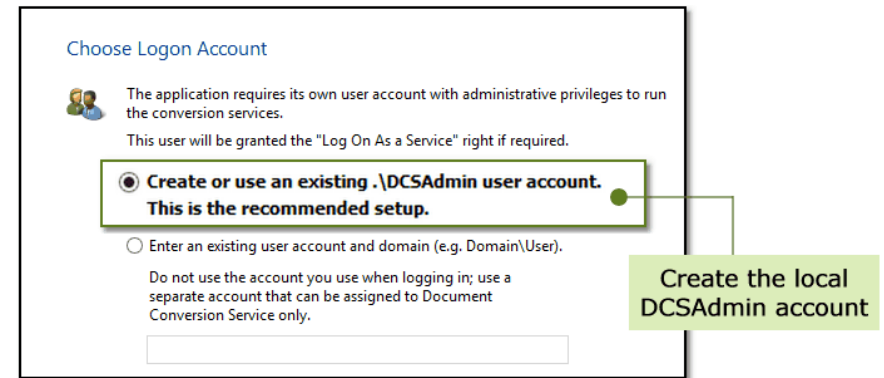 Choose Logon Account
The application requires its own user account with administrative privileges to run
the conversion services.
This user will be granted the "Log On As a Service" right if required.
Create or use an existing .\DCSAdmin user account.
This is the recommended setup.
Enter an existing user account and domain (e.g. Domain\User).
Do not use the account you use when logging in; use a
separate account that can be assigned to Document
Conversion Service only.
Create the local
DCSAdmin account